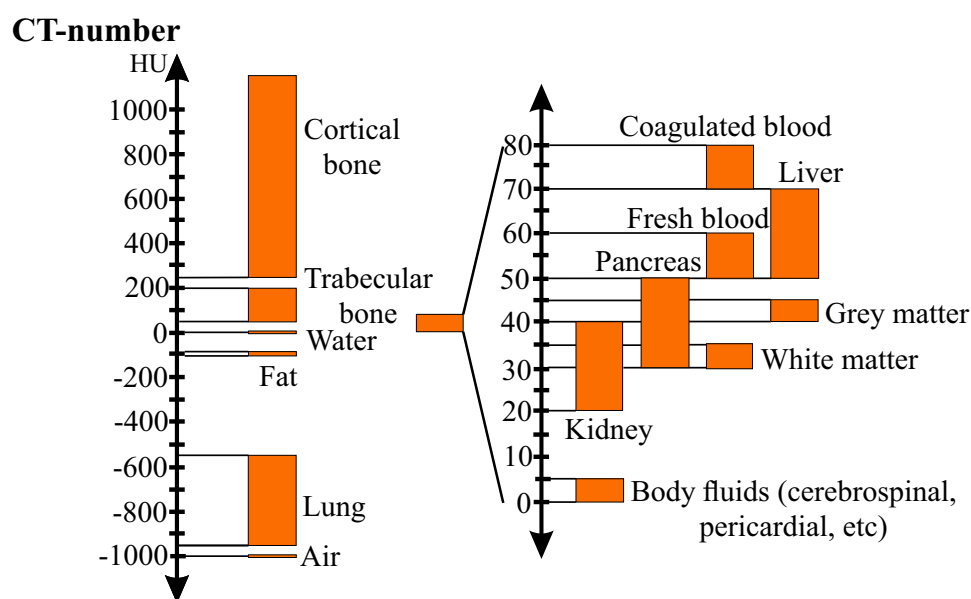 CT-number
HU
1000
800
600
400
200
0
-200
-400
-600
-800
-1000
Cortical
bone
Trabecular
bone
Water
Fat
Lung
Air
80
70
60
50
40
30
20
10
0
Coagulated blood
Liver
Fresh blood
Pancreas
Grey matter
White matter
Kidney
Body fluids (cerebrospinal,
pericardial, etc)